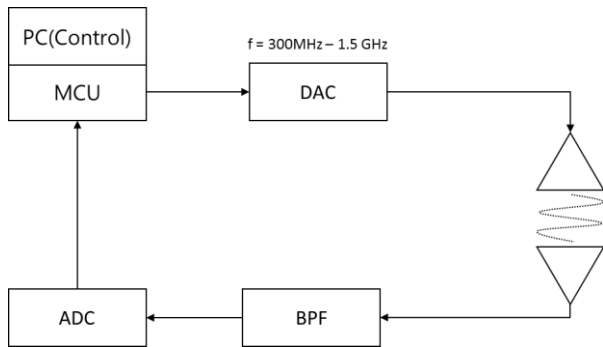 PC(Control)
MCU
f = 300MHz – 1.5 GHz
DAC
ADC
BPF